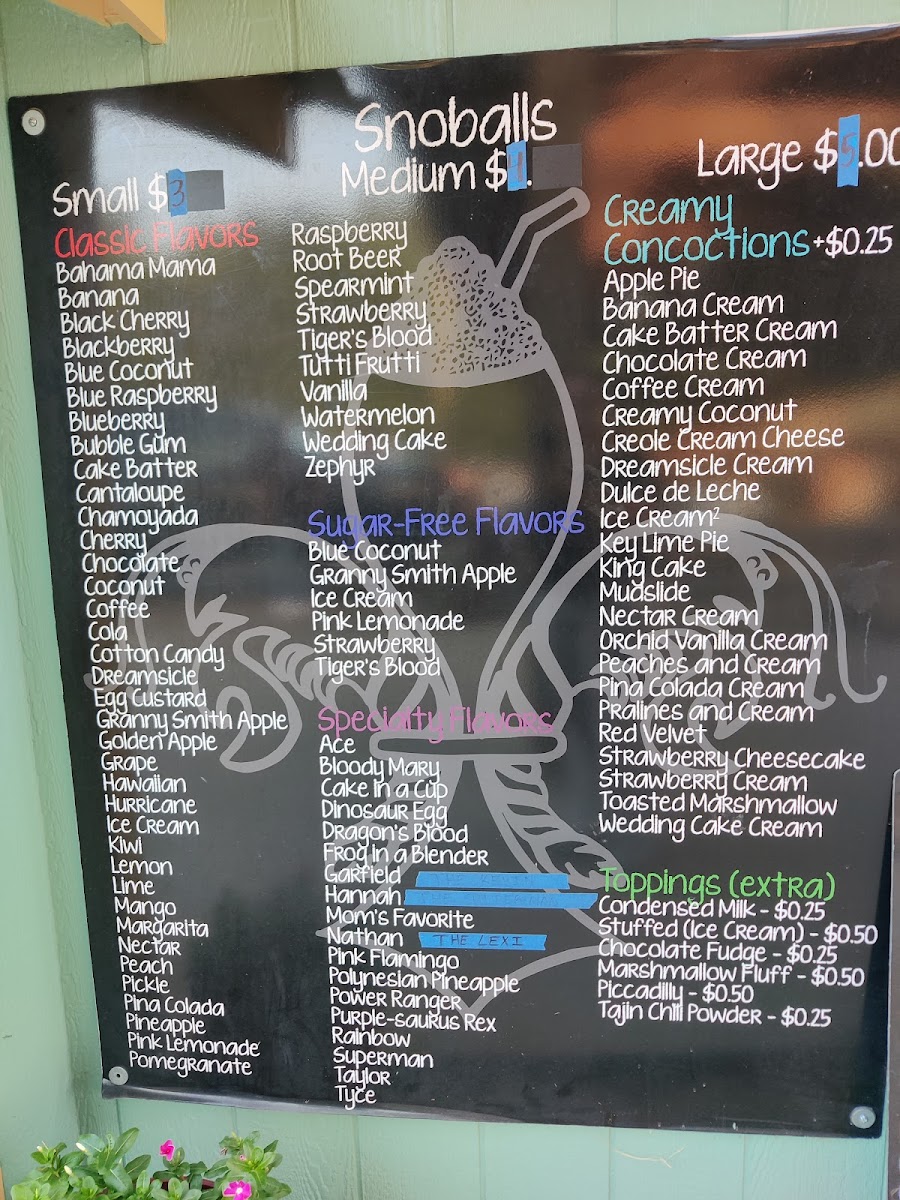 Snoballs
Small $3
Medium $4.
Large $5.00
Classic Flavors
Bahama Mama
Banana
Black Cherry
Blackberry
Blue Coconut
Blue Raspberry
Blueberry
Bubble Gum
Cake Batter
Cantaloupe
Chamoyada
Cherry
Chocolate
Coconut
Coffee
Cola
Cotton Candy
Dreamsicle
Egg Custard
Granny Smith Apple
Golden Apple
Grape
Hawaiian
Hurricane
Ice Cream
Kiwi
Lemon
Lime
Mango
Margarita
Nectar
Peach
Pickle
Pina Colada
Pineapple
Pink Lemonade
Pomegranate
Raspberry
Root Beer
Spearmint
Strawberry
Tiger's Blood
Tutti Frutti
Vanilla
Watermelon
Wedding Cake
Zephyr
Sugar-Free Flavors
Blue Coconut
Granny Smith Apple
Ice Cream
Pink Lemonade
Strawberry
Tiger's Blood
Specialty Flavors
Ace
Bloody Mary
Cake in a Cup
Dinosaur Egg
Dragon's Blood
Frog in a Blender
Garfield THE
Hannah THE
Mom's Favorite
Nathan THE LEXI
Pink Flamingo
Polynesian Pineapple
Power Ranger
Purple-saurus Rex
Rainbow
Superman
Taylor
Tyce
Creamy
Concoctions +$0.25
Apple Pie
Banana Cream
Cake Batter Cream
Chocolate Cream
Coffee Cream
Creamy Coconut
Creole Cream Cheese
Dreamsicle Cream
Dulce de Leche
Ice Cream²
Key Lime Pie
King Cake
Mudslide
Nectar Cream
Orchid Vanilla Cream
Peaches and Cream
Pina Colada Cream
Pralines and Cream
Red Velvet
Strawberry Cheesecake
Strawberry Cream
Toasted Marshmallow
Wedding Cake Cream
Toppings (extra)
Condensed Milk - $0.25
Stuffed (Ice Cream) - $0.50
Chocolate Fudge - $0.25
Marshmallow Fluff - $0.50
Piccadilly - $0.50
Tajin Chili Powder - $0.25